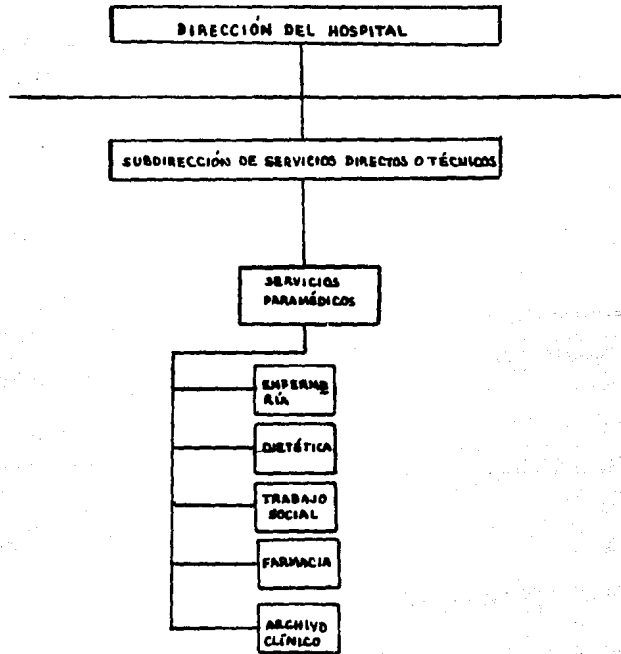 DIRECCIÓN DEL HOSPITAL
SUBDIRECCIÓN DE SERVICIOS DIRECTOS O TÉCNICOS
SERVICIOS
PARAMÉDICOS
ENFERME
RÍA
DIETÉTICA
TRABAJO
SOCIAL
FARMACIA
ARCHIVO
CLÍNICO